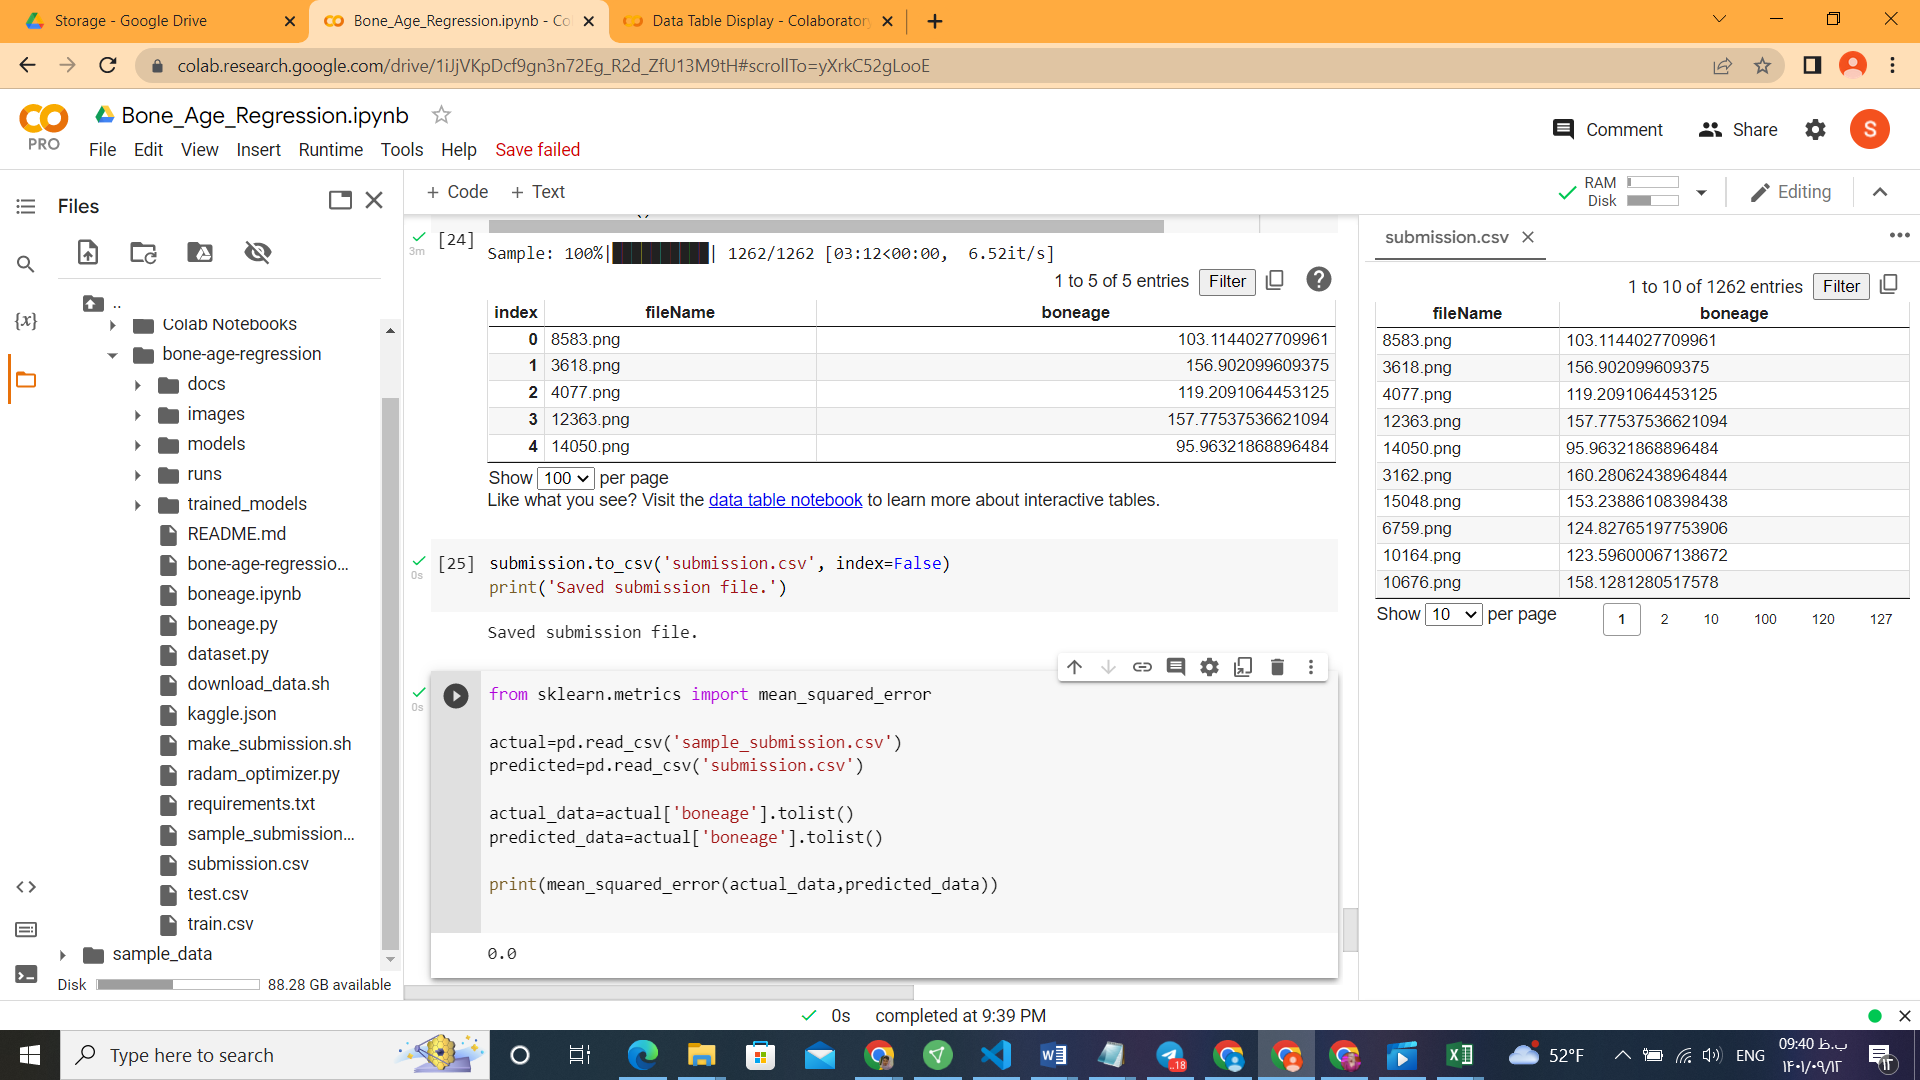 Storage - Google Drive
Bone_Age_Regression.ipynb - Co
Data Table Display - Colaboratory
colab.research.google.com/drive/1iJjVKpDcf9gn3n72Eg_R2d_ZfU13M9tH#scrollTo=yXrkC52gLooE
PRO
Bone_Age_Regression.ipynb
File Edit View Insert Runtime Tools Help Save failed
Comment Share S
Files
+ Code + Text
RAM
Disk
Editing
..
Colab Notebooks
bone-age-regression
docs
images
models
runs
trained_models
README.md
bone-age-regressio...
boneage.ipynb
boneage.py
dataset.py
download_data.sh
kaggle.json
make_submission.sh
radam_optimizer.py
requirements.txt
sample_submission...
submission.csv
test.csv
train.csv
sample_data
Disk 88.28 GB available
{x}
3m
[24]
Sample: 100%|██████████| 1262/1262 [03:12<00:00, 6.52it/s]
1 to 5 of 5 entries Filter
index fileName boneage
0 8583.png 103.1144027709961
1 3618.png 156.902099609375
2 4077.png 119.2091064453125
3 12363.png 157.77537536621094
4 14050.png 95.96321868896484
Show 100 per page
Like what you see? Visit the data table notebook to learn more about interactive tables.
0s
[25] submission.to_csv('submission.csv', index=False)
print('Saved submission file.')
Saved submission file.
0s
from sklearn.metrics import mean_squared_error
actual=pd.read_csv('sample_submission.csv')
predicted=pd.read_csv('submission.csv')
actual_data=actual['boneage'].tolist()
predicted_data=actual['boneage'].tolist()
print(mean_squared_error(actual_data,predicted_data))
0.0
submission.csv
1 to 10 of 1262 entries Filter
fileName boneage
8583.png 103.1144027709961
3618.png 156.902099609375
4077.png 119.2091064453125
12363.png 157.77537536621094
14050.png 95.96321868896484
3162.png 160.28062438964844
15048.png 153.23886108398438
6759.png 124.82765197753906
10164.png 123.59600067138672
10676.png 158.1281280517578
Show 10 per page 1 2 10 100 120 127
0s completed at 9:39 PM
Type here to search
..18
52°F
ENG
09:40 ب.ظ
۱۴۰۱/۰۹/۱۳
۱۳